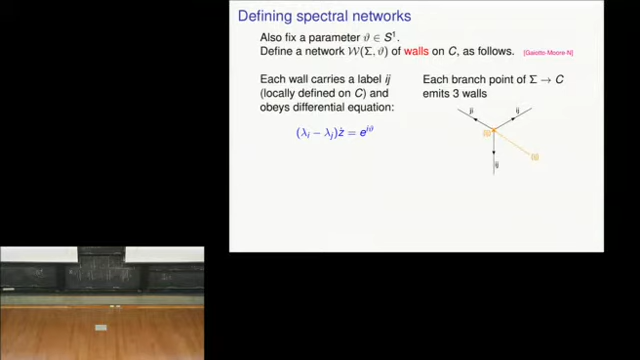 Defining spectral networks
Also fix a parameter ϑ ∈ S¹.
Define a network W(Σ, ϑ) of walls on C, as follows. [Gaiotto-Moore-N]
Each wall carries a label ij
(locally defined on C) and
obeys differential equation:
(λᵢ − λⱼ)ż = e^{iϑ}
Each branch point of Σ → C
emits 3 walls
ji
ij
(ij)
(ij)
ij